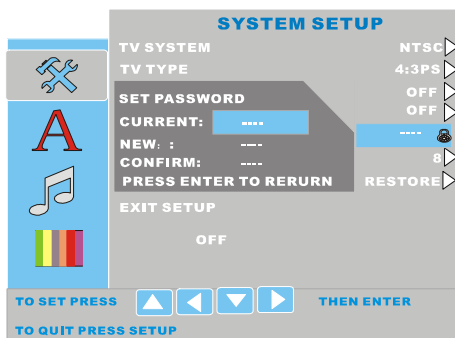 SYSTEM SETUP
TV SYSTEM NTSC
TV TYPE 4:3PS
OFF
SET PASSWORD
OFF
CURRENT: ----
----
NEW: : ----
CONFIRM: ----
8
PRESS ENTER TO RERURN
RESTORE
EXIT SETUP
OFF
A
TO SET PRESS THEN ENTER
TO QUIT PRESS SETUP